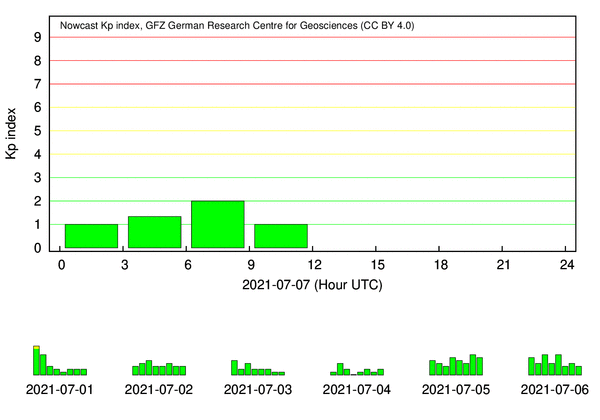 Nowcast Kp index, GFZ German Research Centre for Geosciences (CC BY 4.0)
Kp index
9
8
7
6
5
4
3
2
1
0
0 3 6 9 12 15 18 21 24
2021-07-07 (Hour UTC)
2021-07-01 2021-07-02 2021-07-03 2021-07-04 2021-07-05 2021-07-06